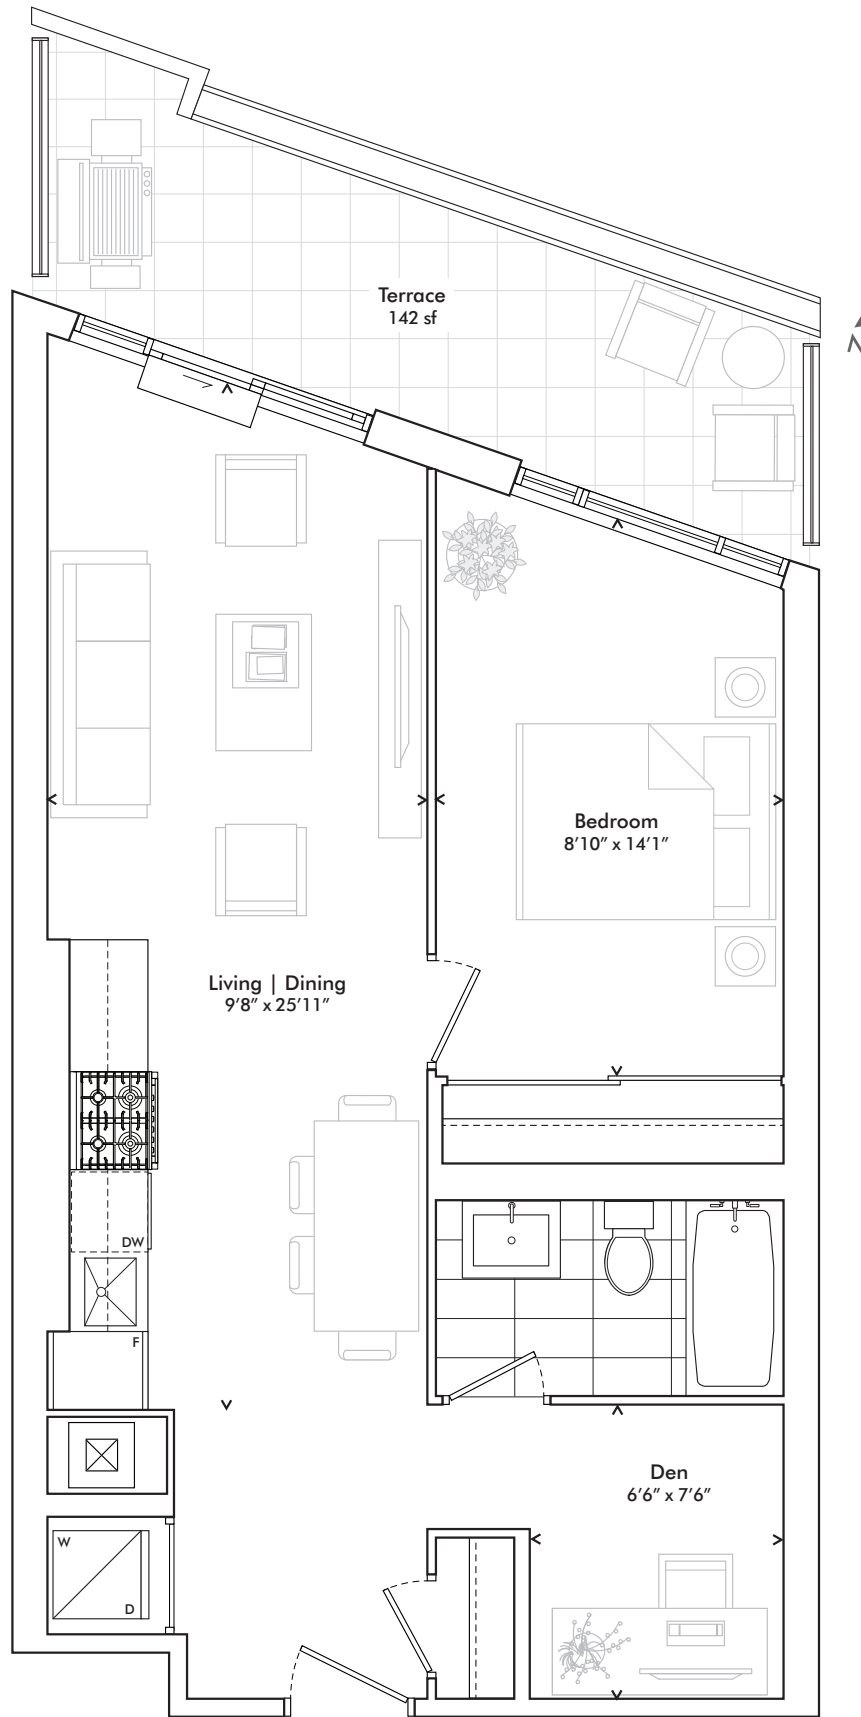 Terrace
142 sf
N
Bedroom
8'10" x 14'1"
Living | Dining
9'8" x 25'11"
DW
F
Den
6'6" x 7'6"
W
D